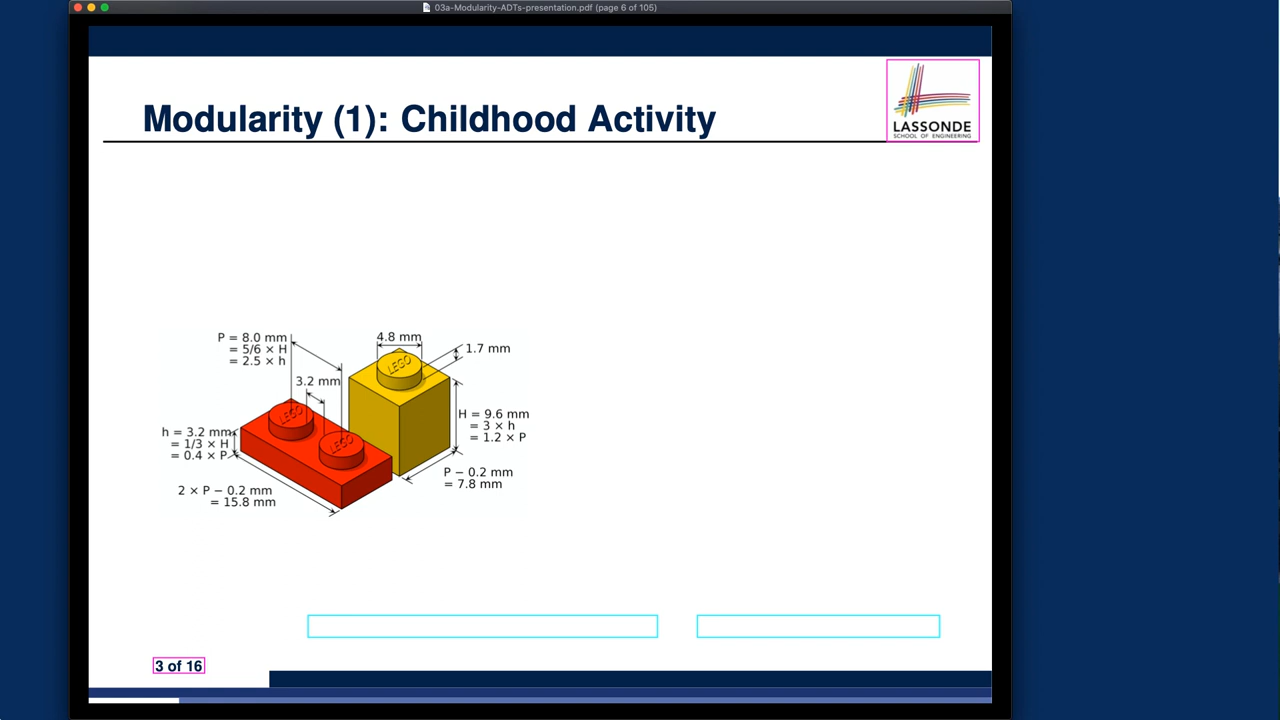 03a-Modularity-ADTs-presentation.pdf (page 6 of 105)
Modularity (1): Childhood Activity
LASSONDE
SCHOOL OF ENGINEERING
P = 8.0 mm
= 5/6 × H
= 2.5 × h
3.2 mm
4.8 mm
1.7 mm
LEGO
LEGO
LEGO
h = 3.2 mm
= 1/3 × H
= 0.4 × P
H = 9.6 mm
= 3 × h
= 1.2 × P
2 × P − 0.2 mm
= 15.8 mm
P − 0.2 mm
= 7.8 mm
3 of 16